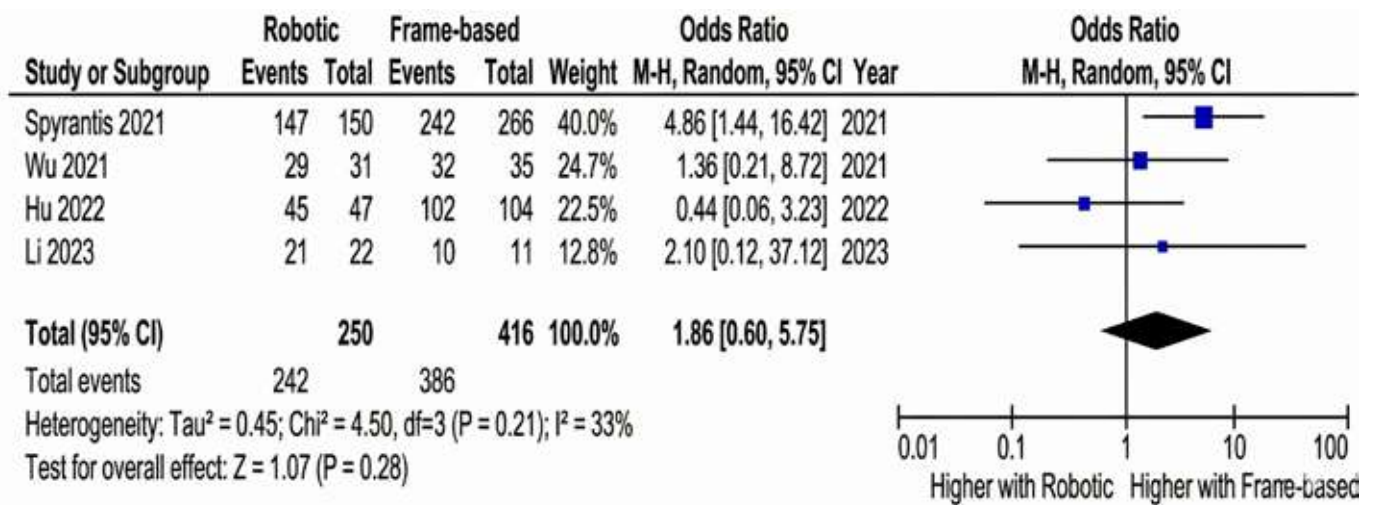 Robotic Frame-based Odds Ratio Odds Ratio
Study or Subgroup Events Total Events Total Weight M-H, Random, 95% CI Year M-H, Random, 95% CI
Spyrantis 2021 147 150 242 266 40.0% 4.86 [1.44, 16.42] 2021
Wu 2021 29 31 32 35 24.7% 1.36 [0.21, 8.72] 2021
Hu 2022 45 47 102 104 22.5% 0.44 [0.06, 3.23] 2022
Li 2023 21 22 10 11 12.8% 2.10 [0.12, 37.12] 2023
Total (95% CI) 250 416 100.0% 1.86 [0.60, 5.75]
Total events 242 386
Heterogeneity: Tau² = 0.45; Chi² = 4.50, df=3 (P = 0.21); I² = 33%
Test for overall effect: Z = 1.07 (P = 0.28)
0.01 0.1 1 10 100
Higher with Robotic Higher with Frame-based